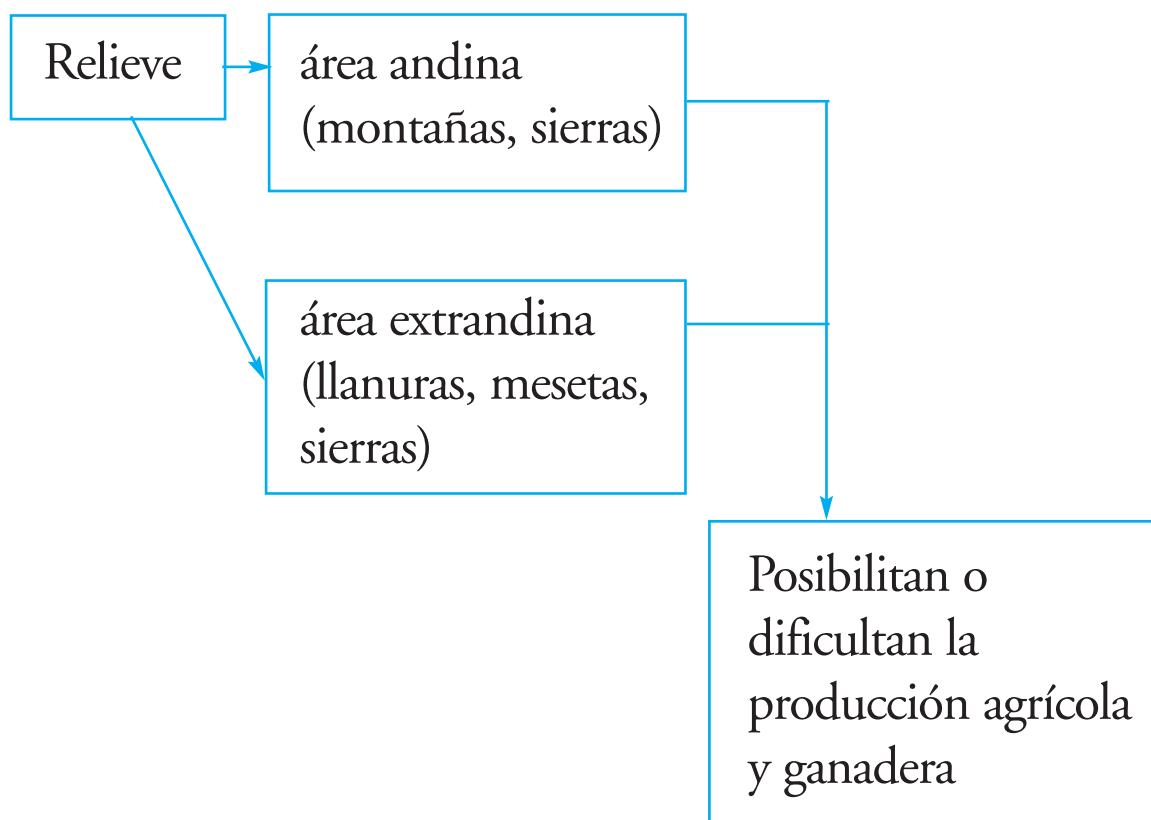 Relieve
área andina
(montañas, sierras)
área extrandina
(llanuras, mesetas,
sierras)
Posibilitan o
dificultan la
producción agrícola
y ganadera